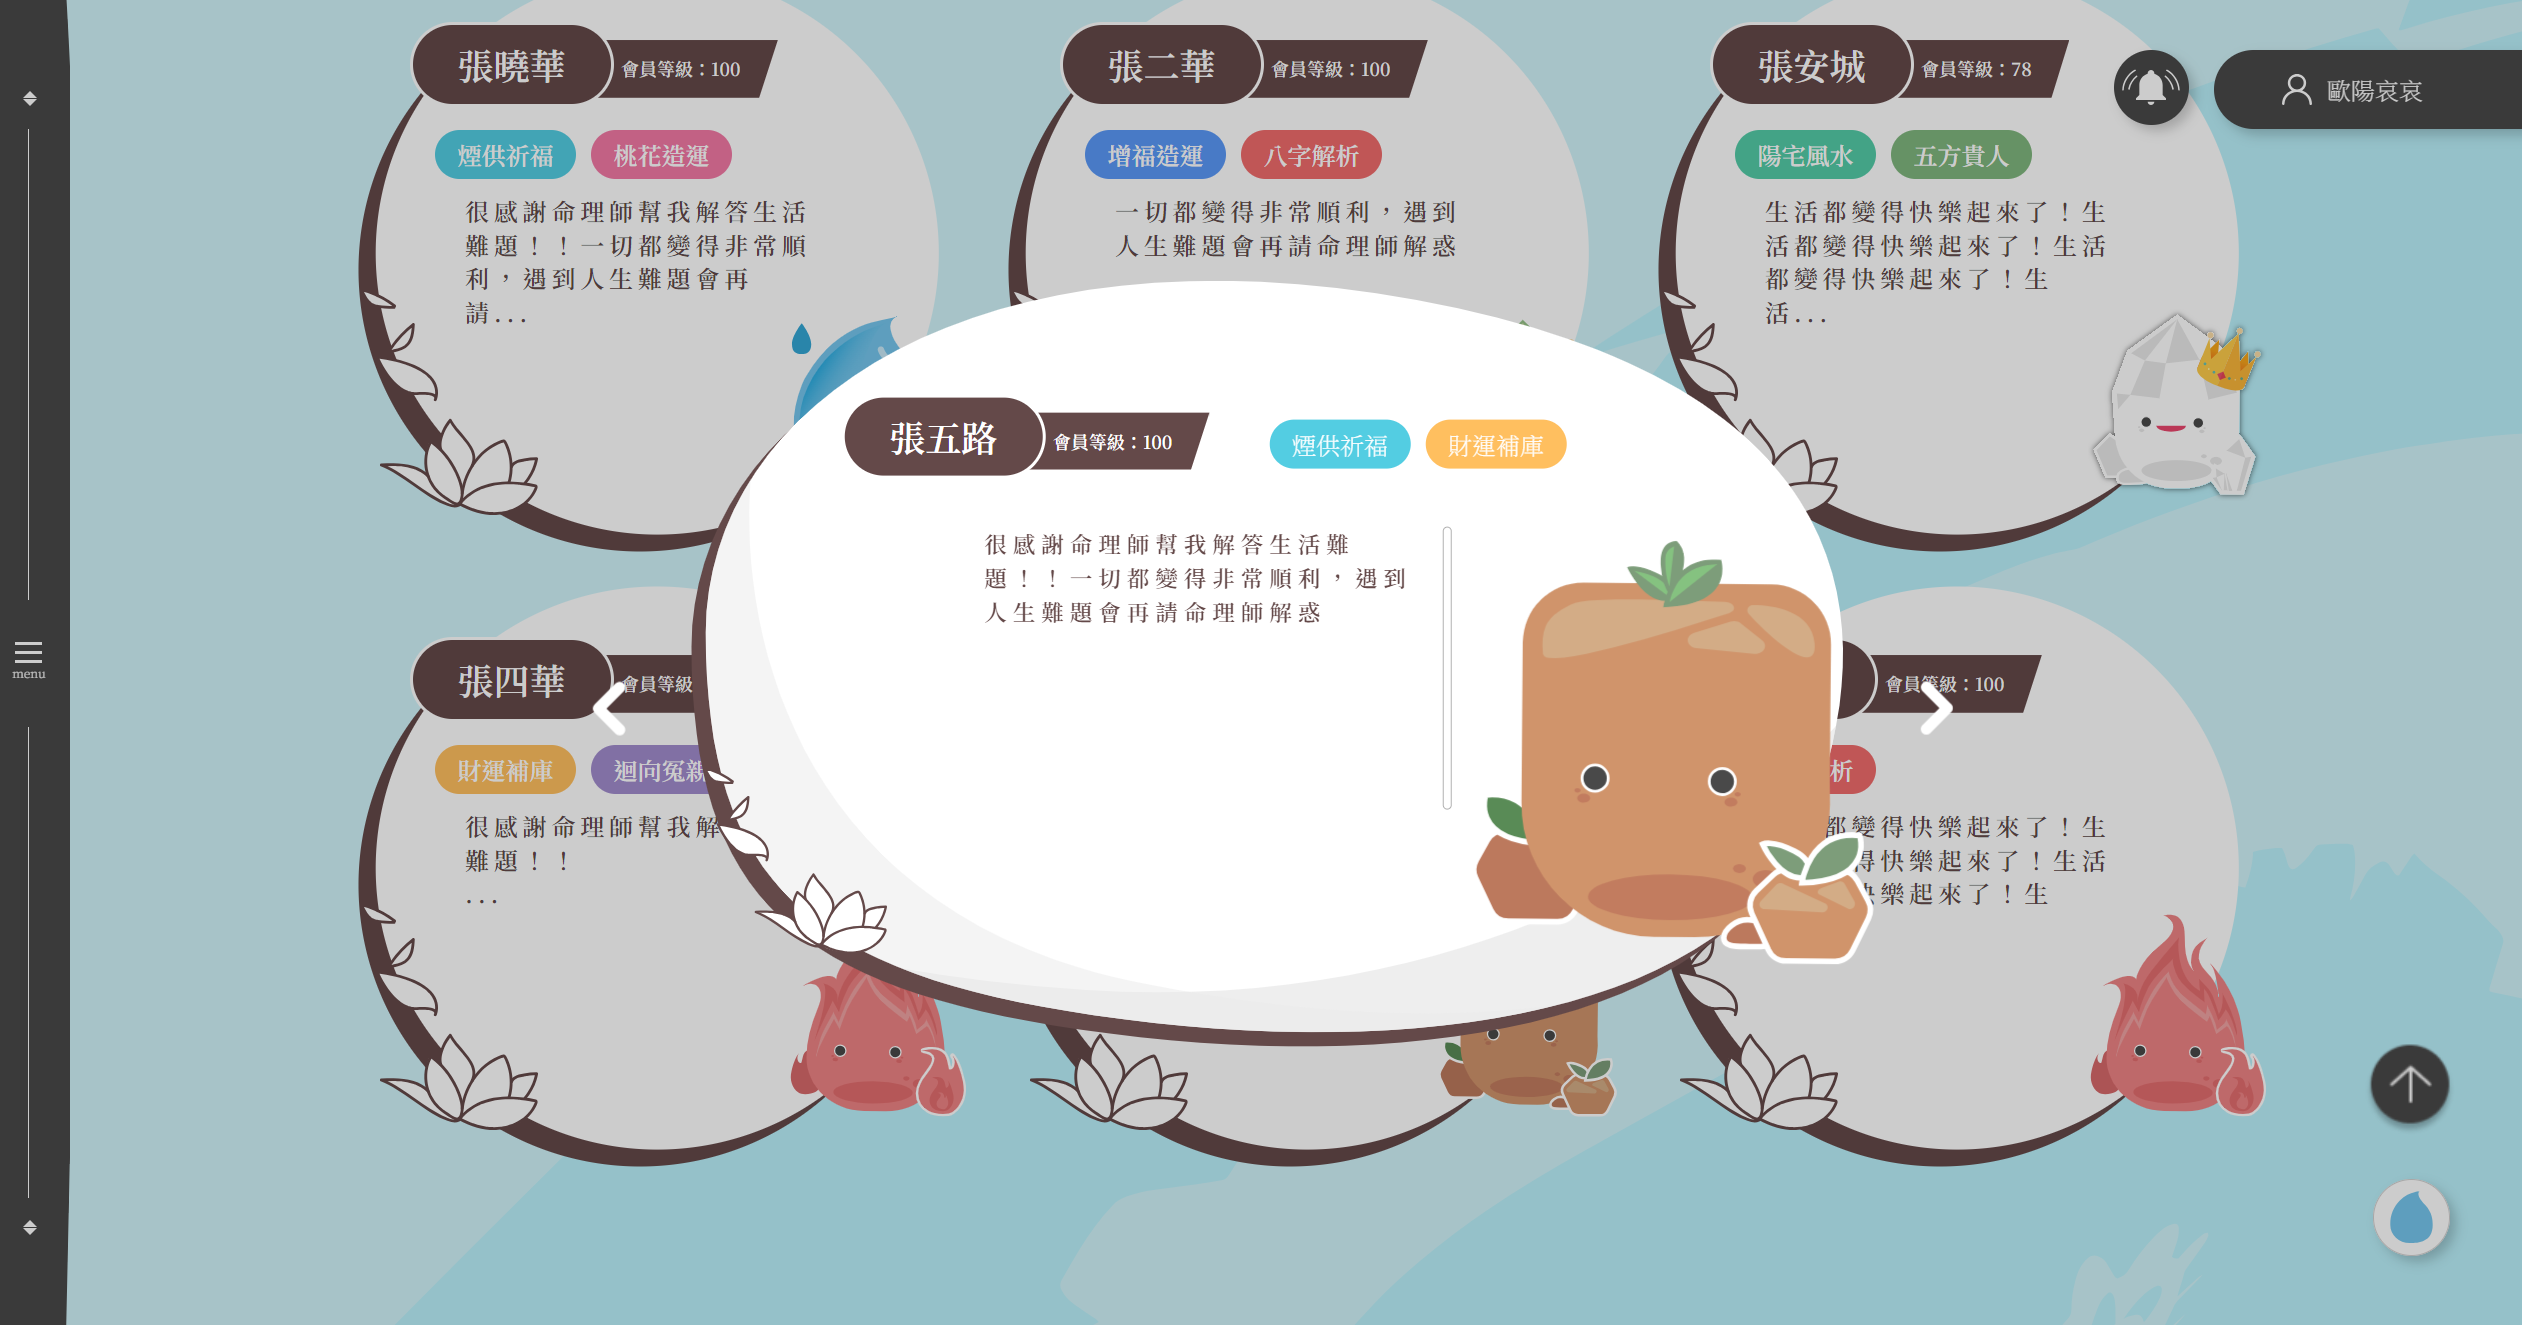 張曉華
會員等級：100
煙供祈福
桃花造運
很感謝命理師幫我解答生活
難題！！一切都變得非常順
利，遇到人生難題會再
請...
張二華
會員等級：100
增福造運
八字解析
一切都變得非常順利，遇到
人生難題會再請命理師解惑
張安城
會員等級：78
陽宅風水
五方貴人
生活都變得快樂起來了！生
活都變得快樂起來了！生活
都變得快樂起來了！生
活...
歐陽哀哀
menu
張五路
會員等級：100
煙供祈福
財運補庫
很感謝命理師幫我解答生活難
題！！一切都變得非常順利，遇到
人生難題會再請命理師解惑
張四華
會員等級
財運補庫
迴向冤親
很感謝命理師幫我解
難題！！
...
會員等級：100
析
都變得快樂起來了！生
得快樂起來了！生活
快樂起來了！生